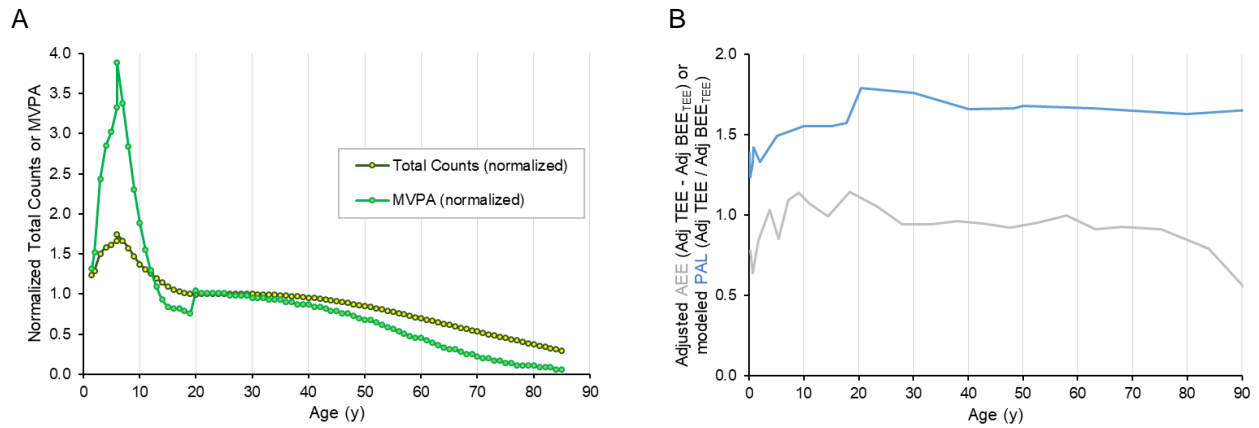 A
Normalized Total Counts or MVPA
4.0
3.5
3.0
2.5
2.0
1.5
1.0
0.5
0.0
0 10 20 30 40 50 60 70 80 90
Age (y)
Total Counts (normalized)
MVPA (normalized)
B
Adjusted AEE (Adj TEE - Adj BEETEE) or
modeled PAL (Adj TEE / Adj BEETEE)
2.0
1.5
1.0
0.5
0.0
0 10 20 30 40 50 60 70 80 90
Age (y)